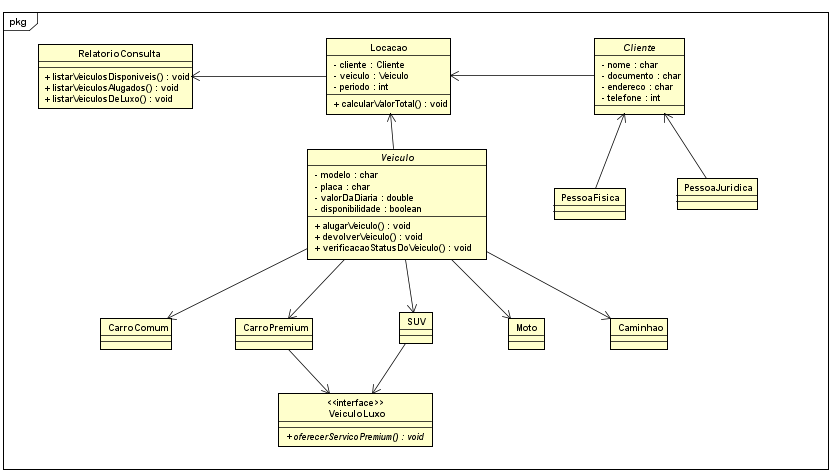 pkg
RelatorioConsulta
+ listarVeiculosDisponiveis() : void
+ listarVeiculosAlugados() : void
+ listarVeiculosDeLuxo() : void
Locacao
- cliente : Cliente
- veiculo : Veiculo
- periodo : int
+ calcularValorTotal() : void
Cliente
- nome : char
- documento : char
- endereco : char
- telefone : int
Veiculo
- modelo : char
- placa : char
- valorDaDiaria : double
- disponibilidade : boolean
+ alugarVeiculo() : void
+ devolverVeiculo() : void
+ verificacaoStatusDoVeiculo() : void
PessoaFisica
PessoaJuridica
CarroComum
CarroPremium
SUV
Moto
Caminhao
<<interface>>
VeiculoLuxo
+ oferecerServicoPremium() : void